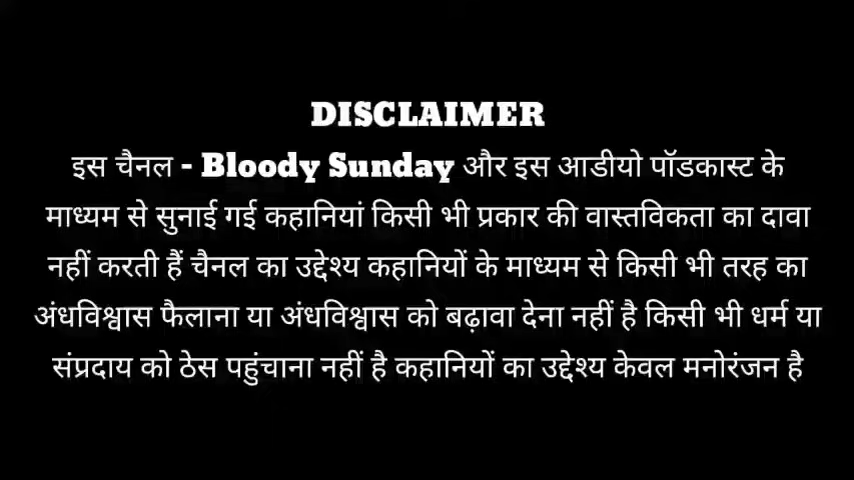 DISCLAIMER
इस चैनल - Bloody Sunday और इस आडीयो पॉडकास्ट के
माध्यम से सुनाई गई कहानियां किसी भी प्रकार की वास्तविकता का दावा
नहीं करती हैं चैनल का उद्देश्य कहानियों के माध्यम से किसी भी तरह का
अंधविश्वास फैलाना या अंधविश्वास को बढ़ावा देना नहीं है किसी भी धर्म या
संप्रदाय को ठेस पहुंचाना नहीं है कहानियों का उद्देश्य केवल मनोरंजन है